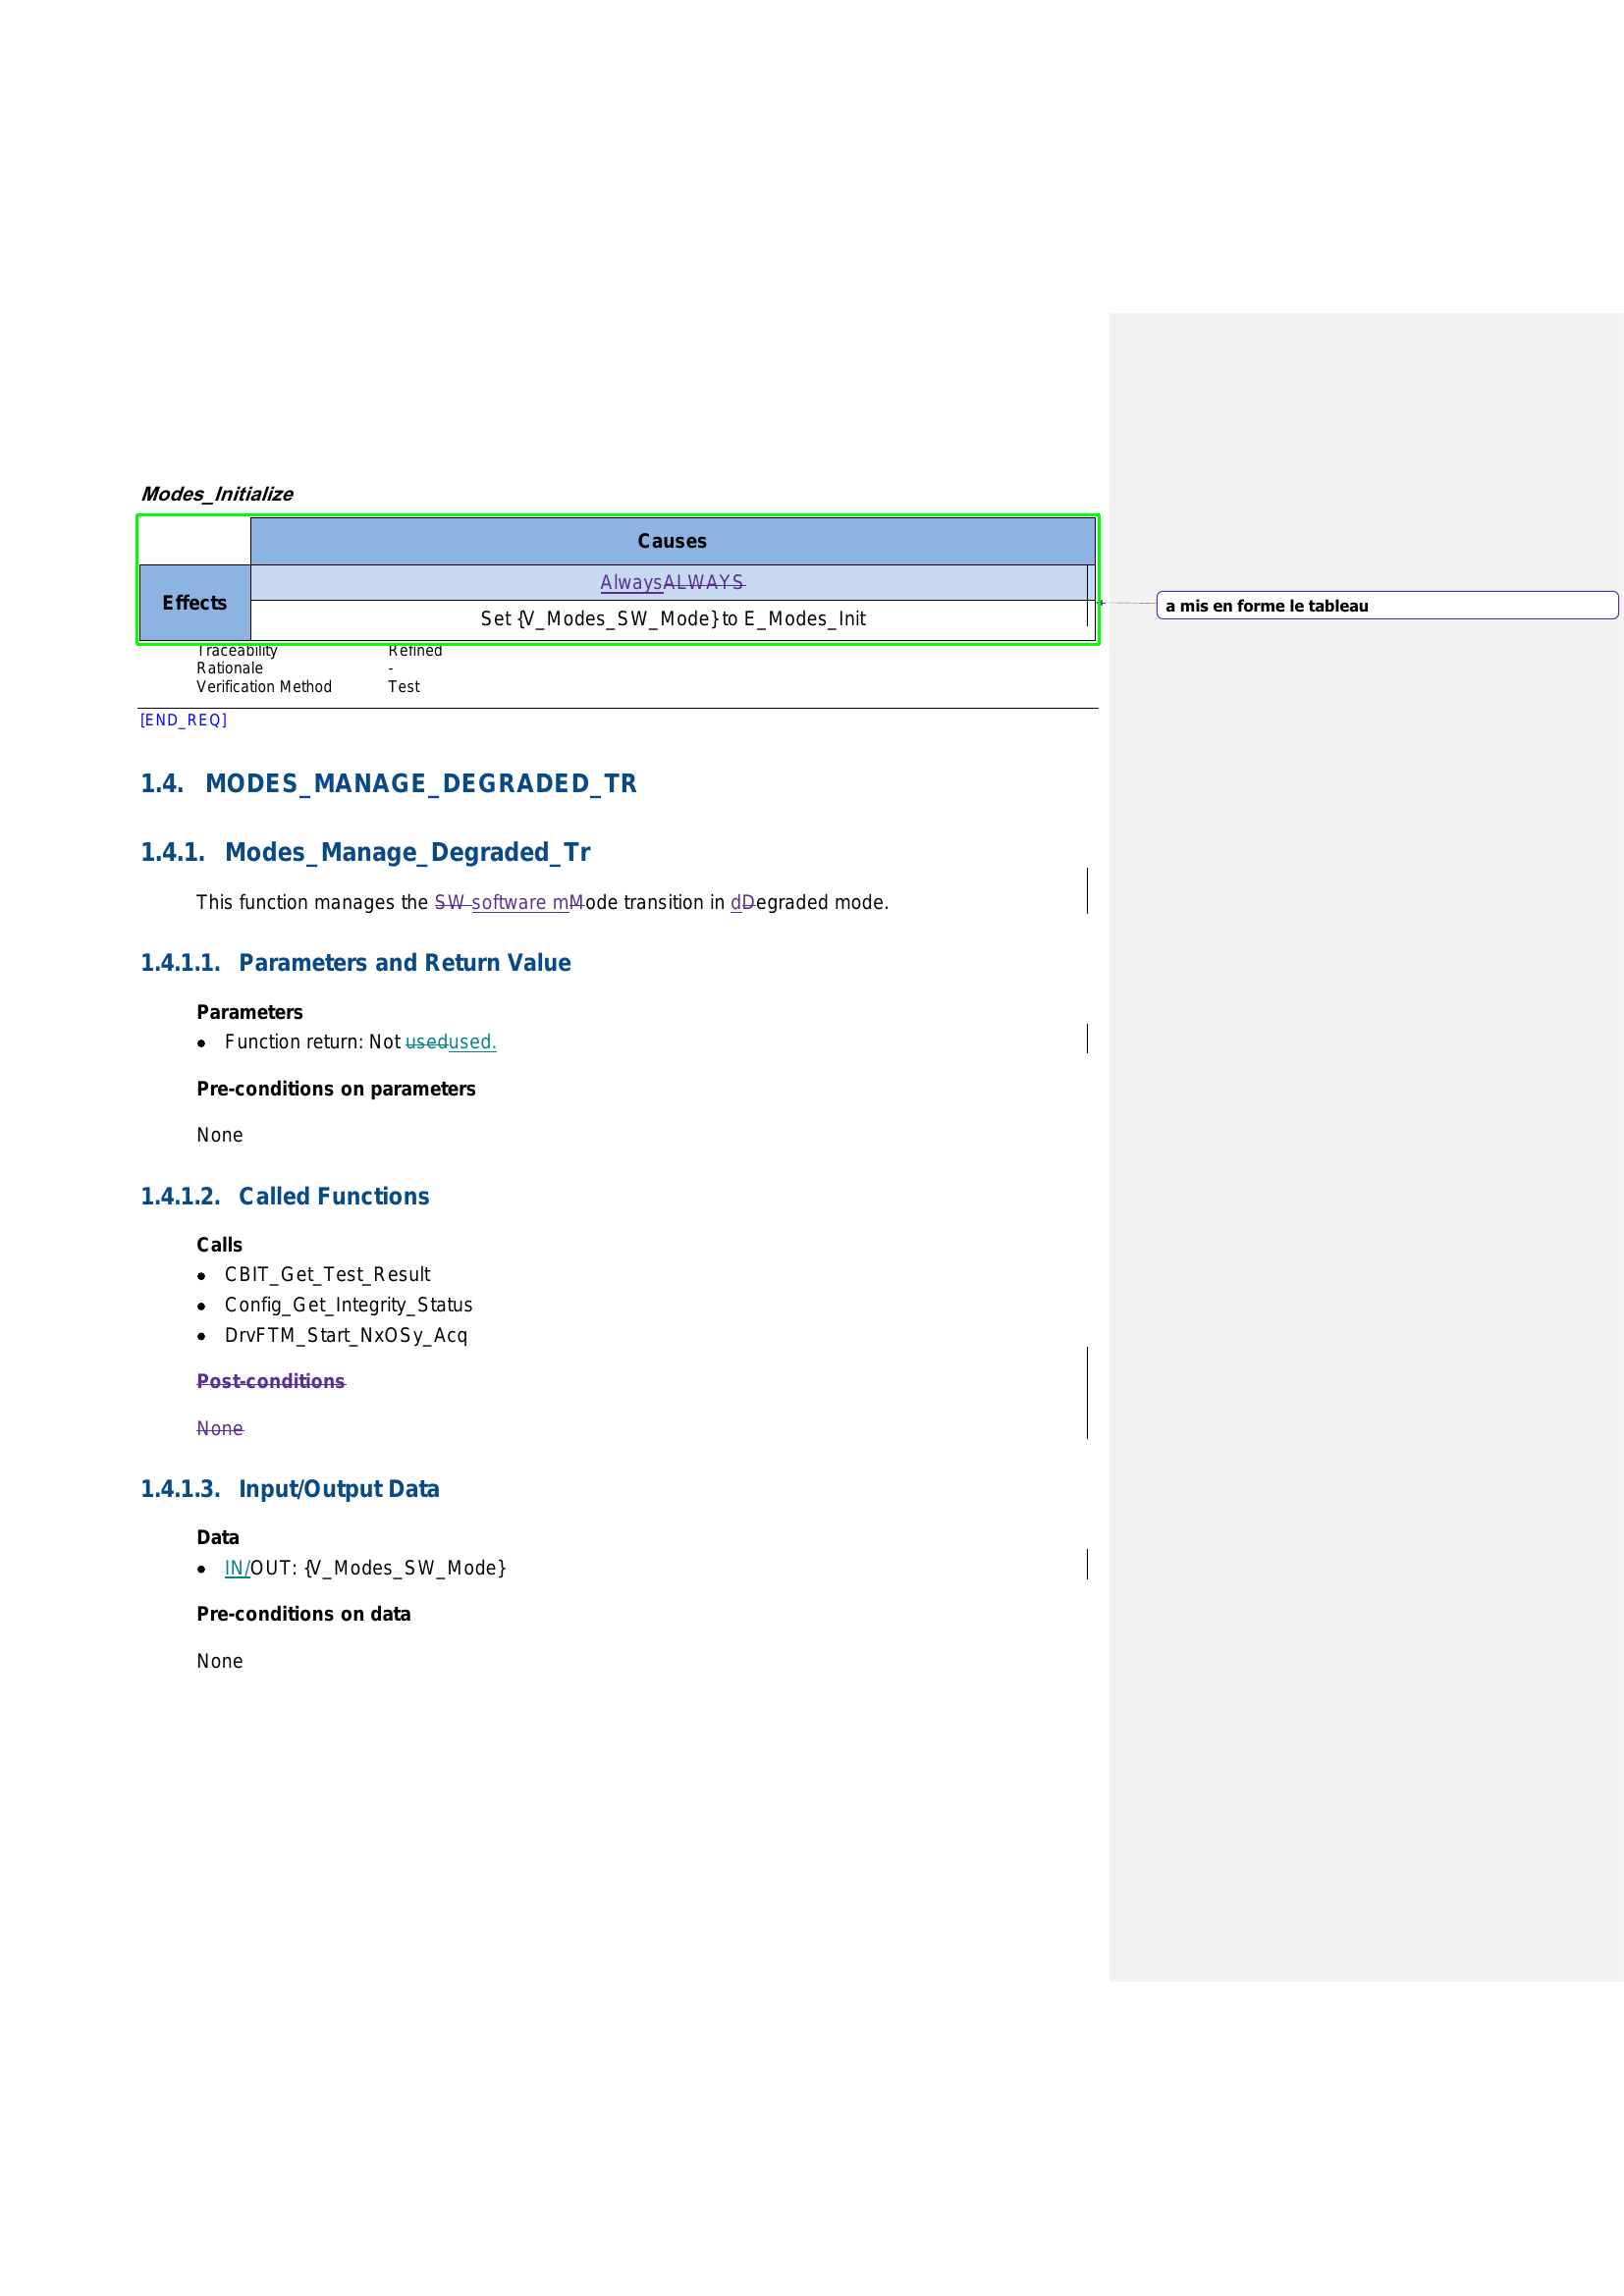 Modes_Initialize
Causes
AlwaysALWAYS
Effects
Set {V_Modes_SW_Mode} to E_Modes_Init
a mis en forme le tableau
Traceability Refined
Rationale -
Verification Method Test
[END_REQ]
1.4. MODES_MANAGE_DEGRADED_TR
1.4.1. Modes_Manage_Degraded_Tr
This function manages the SW software mMode transition in dDegraded mode.
1.4.1.1. Parameters and Return Value
Parameters
● Function return: Not usedused.
Pre-conditions on parameters
None
1.4.1.2. Called Functions
Calls
● CBIT_Get_Test_Result
● Config_Get_Integrity_Status
● DrvFTM_Start_NxOSy_Acq
Post-conditions
None
1.4.1.3. Input/Output Data
Data
● IN/OUT: {V_Modes_SW_Mode}
Pre-conditions on data
None